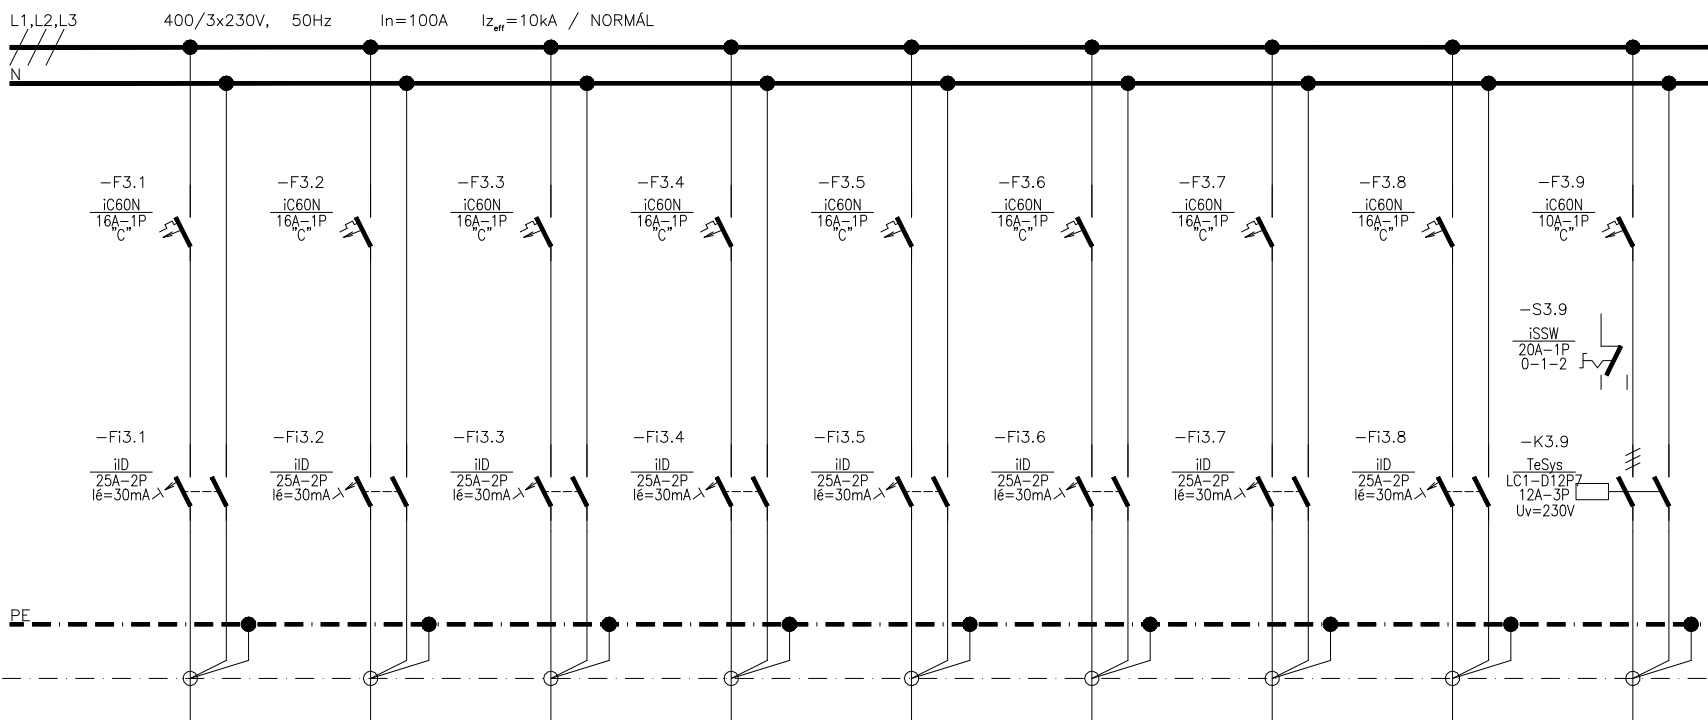 L1,L2,L3 400/3x230V, 50Hz In=100A Iz eff=10kA / NORMÁL
N
-F3.1
iC60N
16A-1P
"C"
-F3.2
iC60N
16A-1P
"C"
-F3.3
iC60N
16A-1P
"C"
-F3.4
iC60N
16A-1P
"C"
-F3.5
iC60N
16A-1P
"C"
-F3.6
iC60N
16A-1P
"C"
-F3.7
iC60N
16A-1P
"C"
-F3.8
iC60N
16A-1P
"C"
-F3.9
iC60N
10A-1P
"C"
-S3.9
iSSW
20A-1P
0-1-2
-Fi3.1
iID
25A-2P
Ié=30mA
-Fi3.2
iID
25A-2P
Ié=30mA
-Fi3.3
iID
25A-2P
Ié=30mA
-Fi3.4
iID
25A-2P
Ié=30mA
-Fi3.5
iID
25A-2P
Ié=30mA
-Fi3.6
iID
25A-2P
Ié=30mA
-Fi3.7
iID
25A-2P
Ié=30mA
-Fi3.8
iID
25A-2P
Ié=30mA
-K3.9
TeSys
LC1-D12P7
12A-3P
Uv=230V
PE